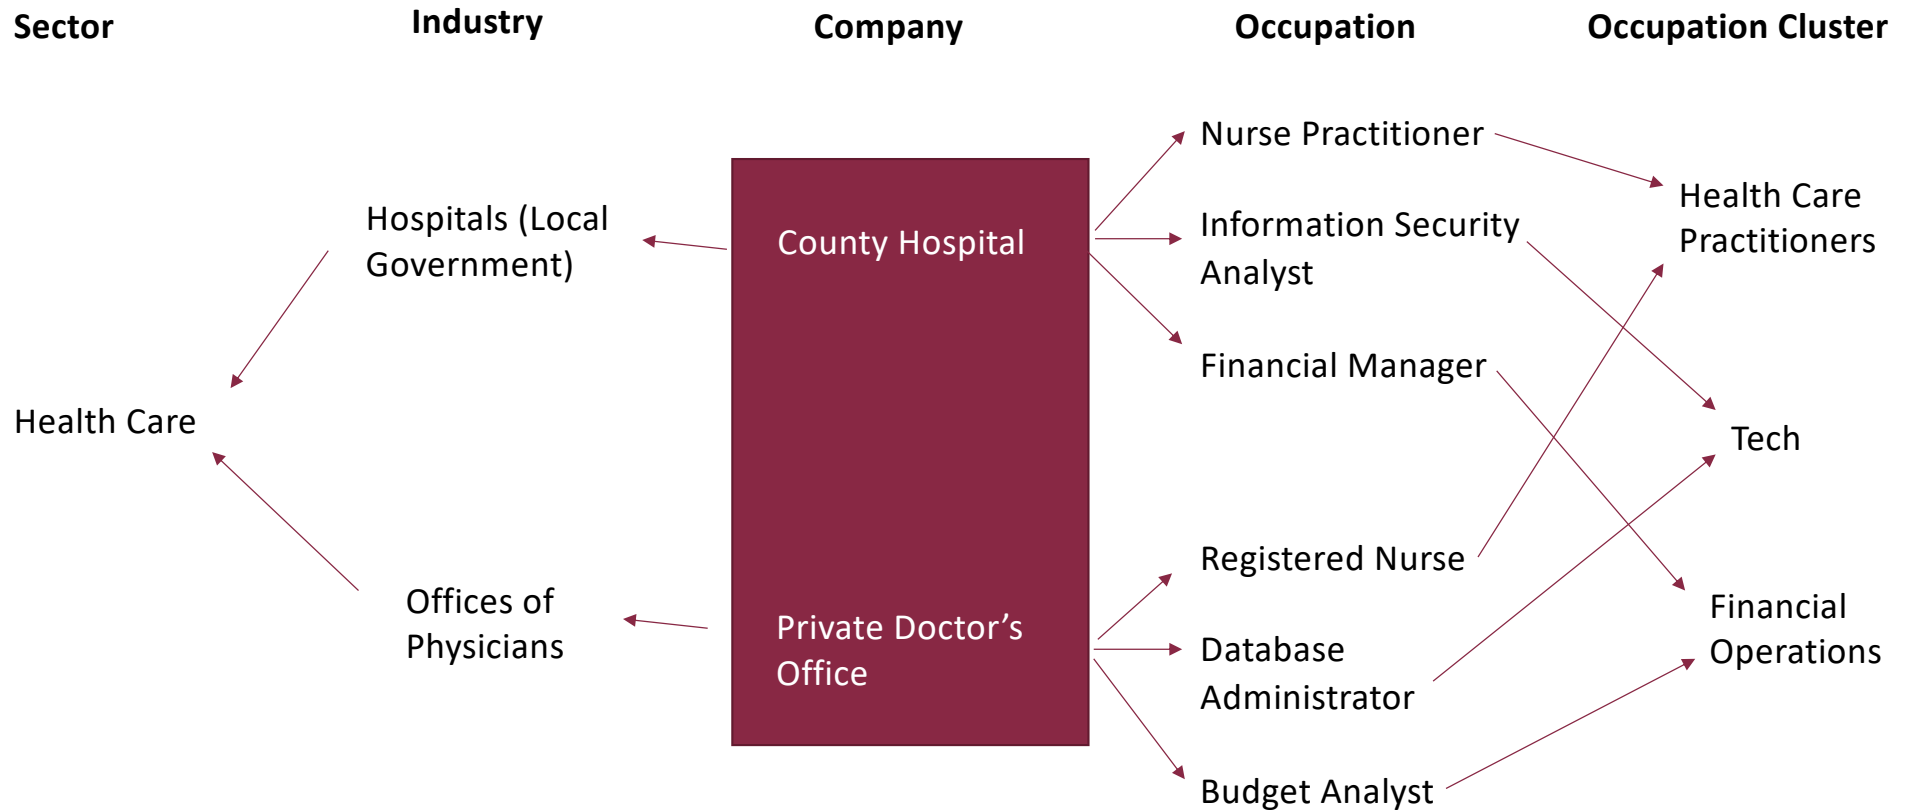 Sector
Industry
Company
Occupation
Occupation Cluster
Health Care
Hospitals (Local
Government)
Offices of
Physicians
County Hospital
Private Doctor’s
Office
Nurse Practitioner
Information Security
Analyst
Financial Manager
Registered Nurse
Database
Administrator
Budget Analyst
Health Care
Practitioners
Tech
Financial
Operations